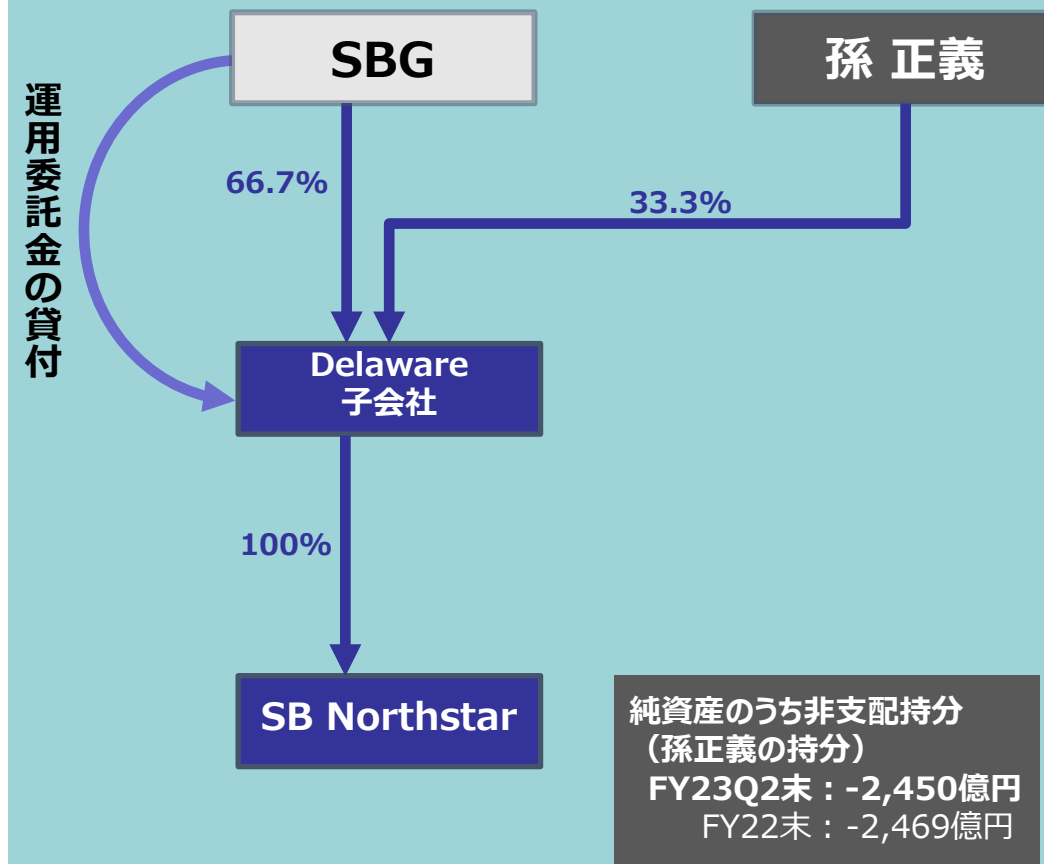 SBG
孫 正義
運用委託金の貸付
66.7%
33.3%
Delaware
子会社
100%
SB Northstar
純資産のうち非支配持分
（孫正義の持分）
FY23Q2末：-2,450億円
FY22末：-2,469億円